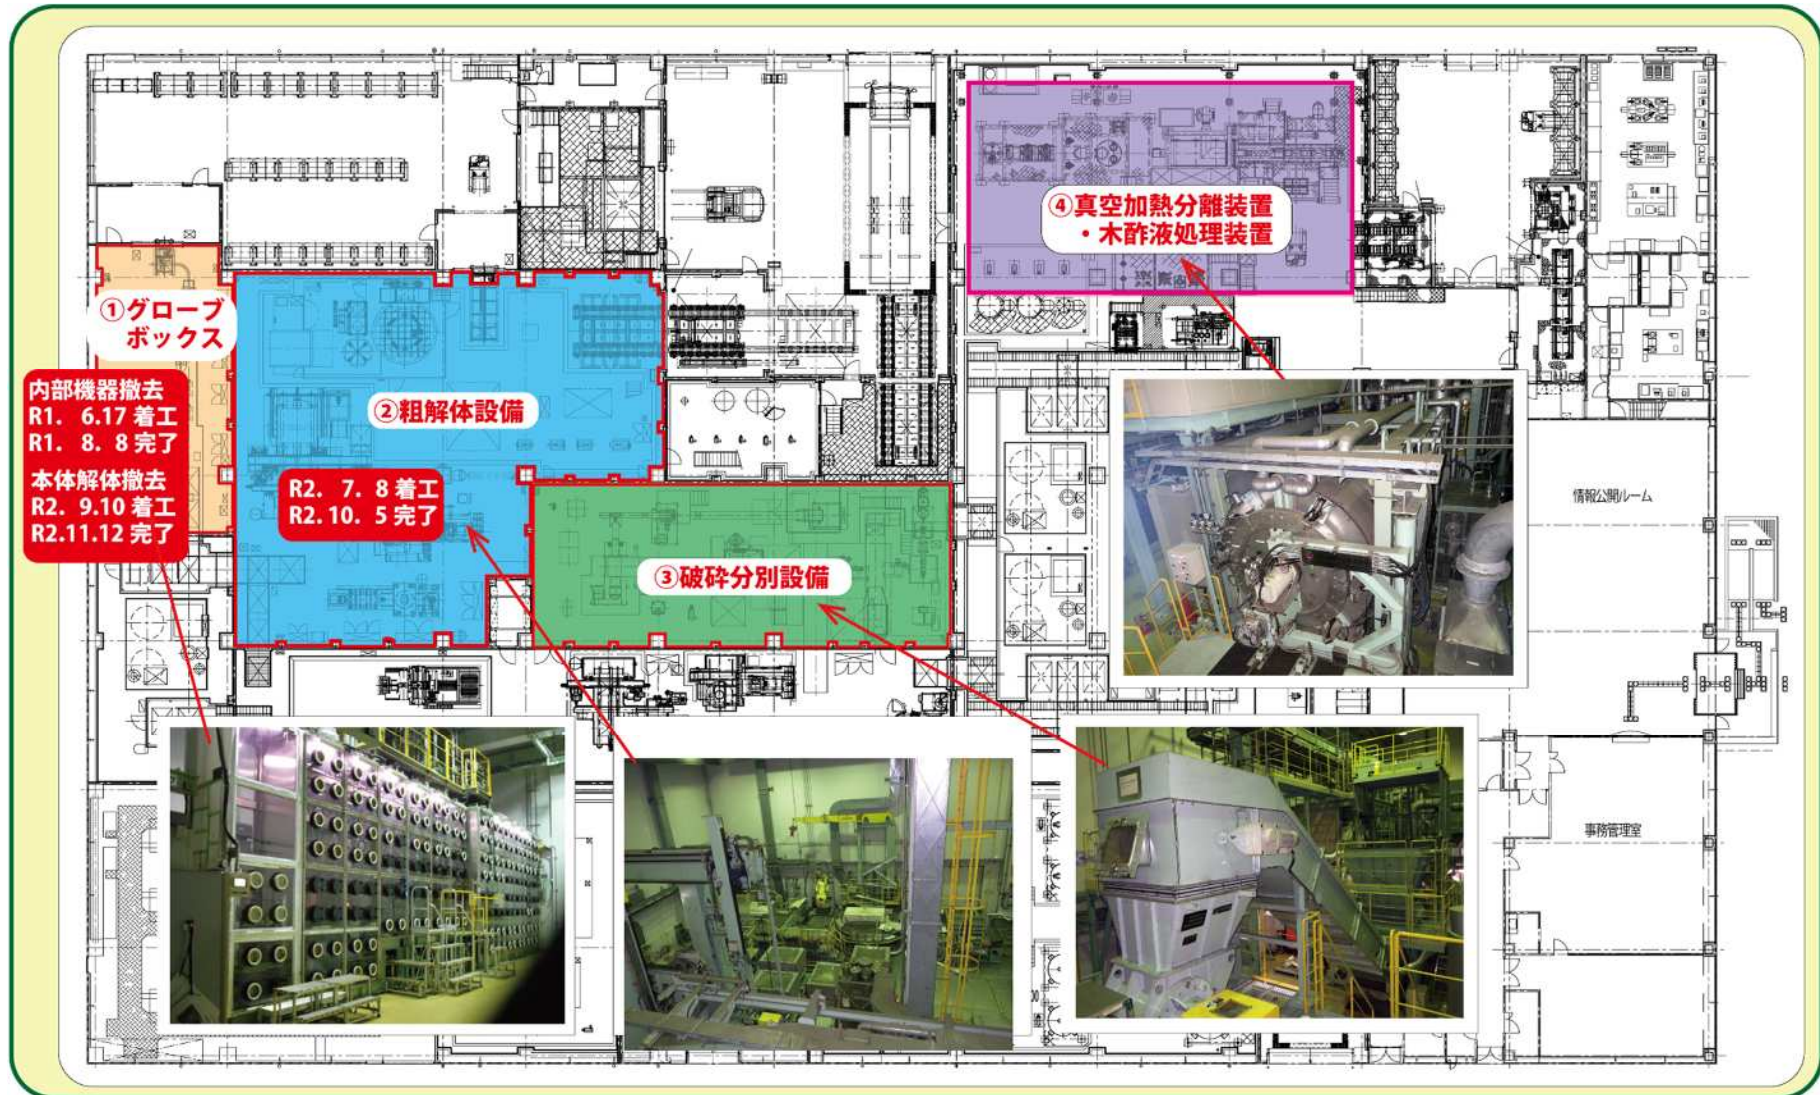 ①グローブ
ボックス
内部機器撤去
R1. 6.17 着工
R1. 8. 8 完了
本体解体撤去
R2. 9.10 着工
R2.11.12 完了
②粗解体設備
R2. 7. 8 着工
R2. 10. 5 完了
③破砕分別設備
④真空加熱分離装置
・木酢液処理装置
情報公開ルーム
事務管理室